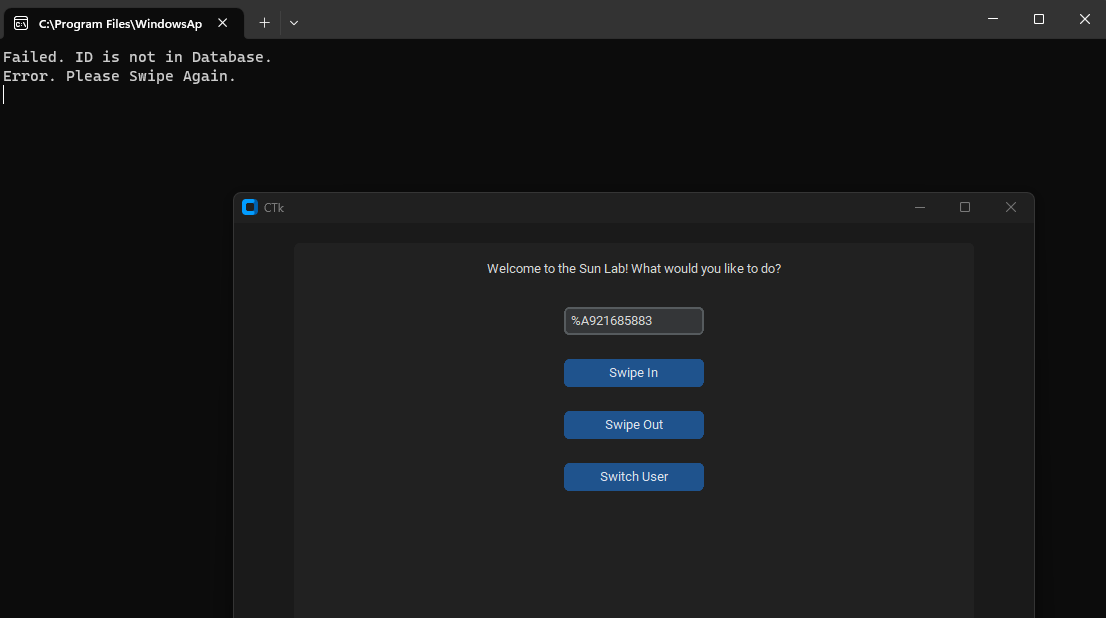 C:\Program Files\WindowsAp
Failed. ID is not in Database.
Error. Please Swipe Again.
CTk
Welcome to the Sun Lab! What would you like to do?
%A921685883
Swipe In
Swipe Out
Switch User